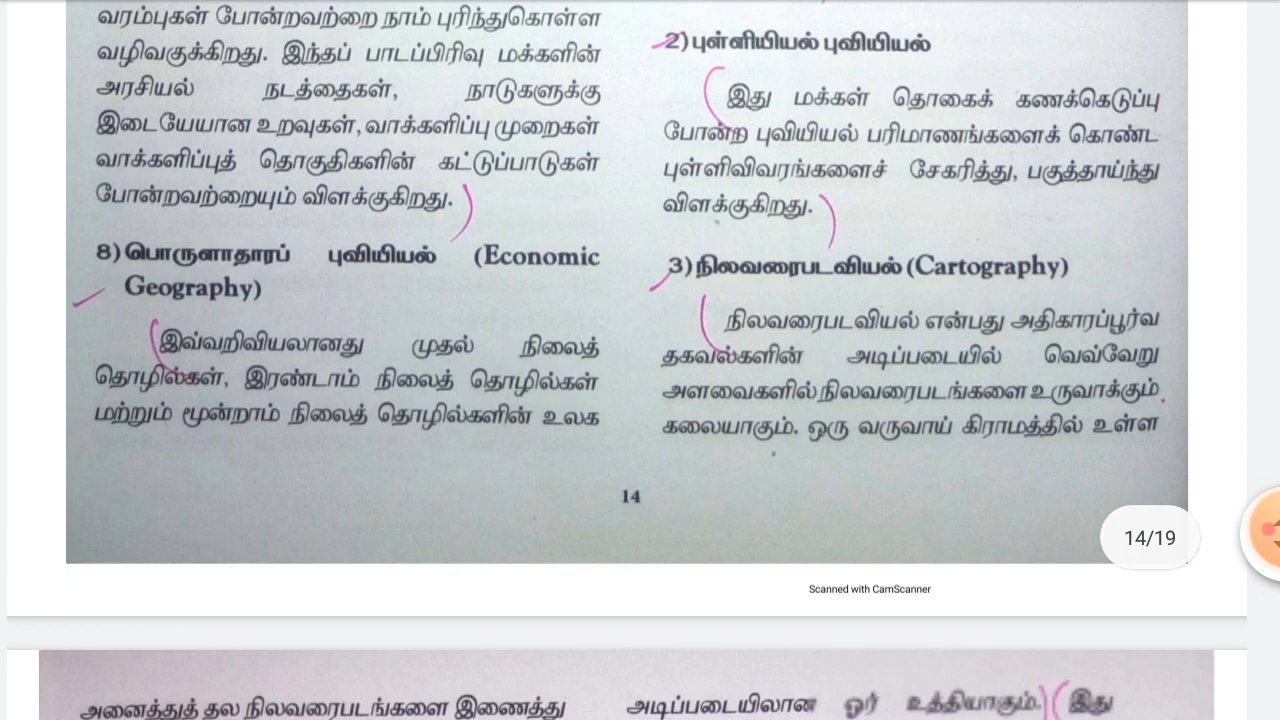 வரம்புகள் போன்றவற்றை நாம் புரிந்துகொள்ள
வழிவகுக்கிறது. இந்தப் பாடப்பிரிவு மக்களின்
அரசியல் நடத்தைகள், நாடுகளுக்கு
இடையேயான உறவுகள், வாக்களிப்பு முறைகள்
வாக்களிப்புத் தொகுதிகளின் கட்டுப்பாடுகள்
போன்றவற்றையும் விளக்குகிறது.
8) பொருளாதாரப் புவியியல் (Economic
Geography)
இவ்வறிவியலானது முதல் நிலைத்
தொழில்கள், இரண்டாம் நிலைத் தொழில்கள்
மற்றும் மூன்றாம் நிலைத் தொழில்களின் உலக
2) புள்ளியியல் புவியியல்
இது மக்கள் தொகைக் கணக்கெடுப்பு
போன்ற புவியியல் பரிமாணங்களைக் கொண்ட
புள்ளிவிவரங்களைச் சேகரித்து, பகுத்தாய்ந்து
விளக்குகிறது.
3) நிலவரைபடவியல் (Cartography)
நிலவரைபடவியல் என்பது அதிகாரப்பூர்வ
தகவல்களின் அடிப்படையில் வெவ்வேறு
அளவைகளில் நிலவரைபடங்களை உருவாக்கும்
கலையாகும். ஒரு வருவாய் கிராமத்தில் உள்ள
14
14/19
Scanned with CamScanner
அனைத்துத் தல நிலவரைபடங்களை இணைத்து
அடிப்படையிலான ஓர் உத்தியாகும். இது